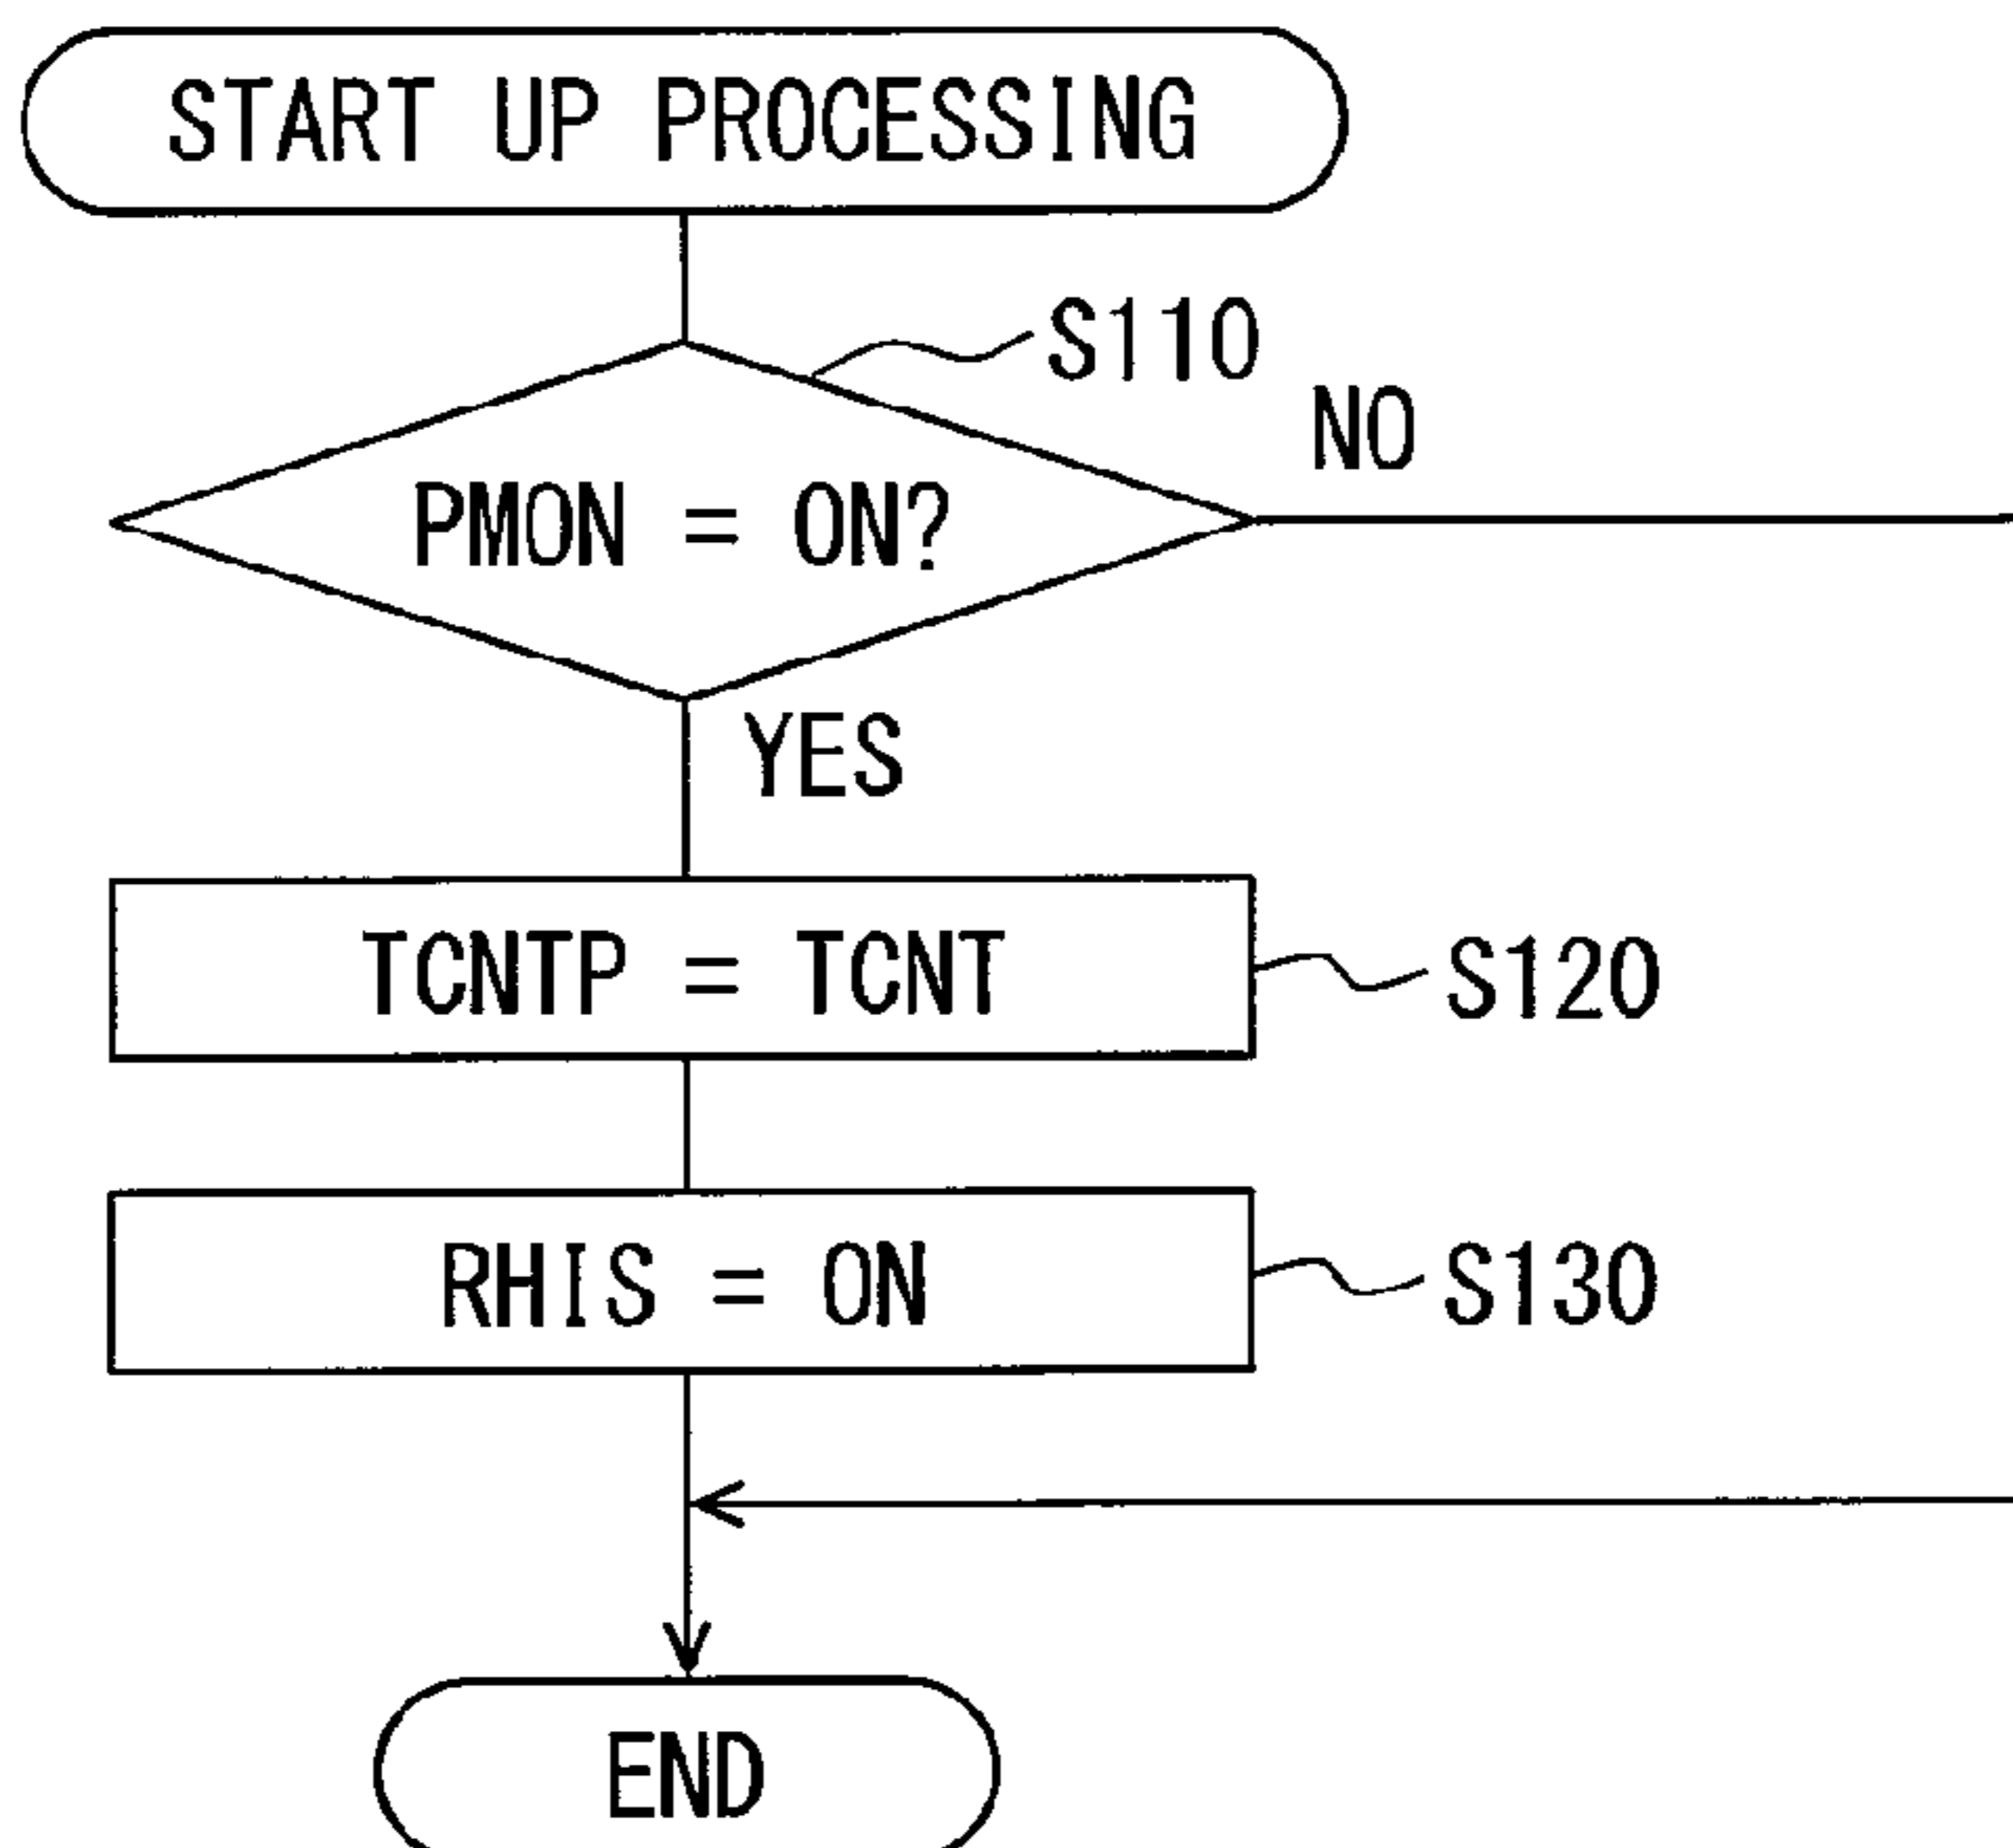 START UP PROCESSING
S110
NO
PMON = ON?
YES
TCNTP = TCNT
S120
RHIS = ON
S130
END